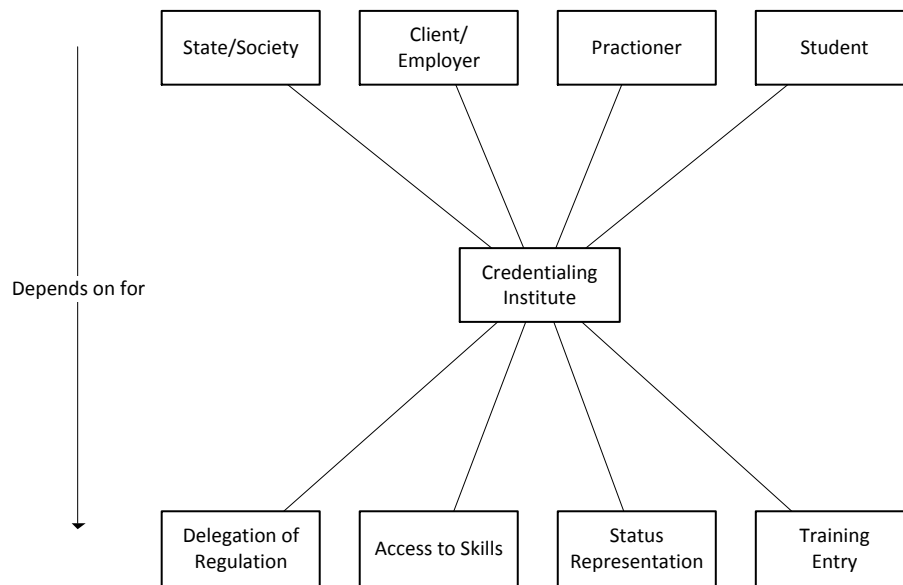 State/Society
Client/
Employer
Practioner
Student
Depends on for
Credentialing
Institute
Delegation of
Regulation
Access to Skills
Status
Representation
Training
Entry